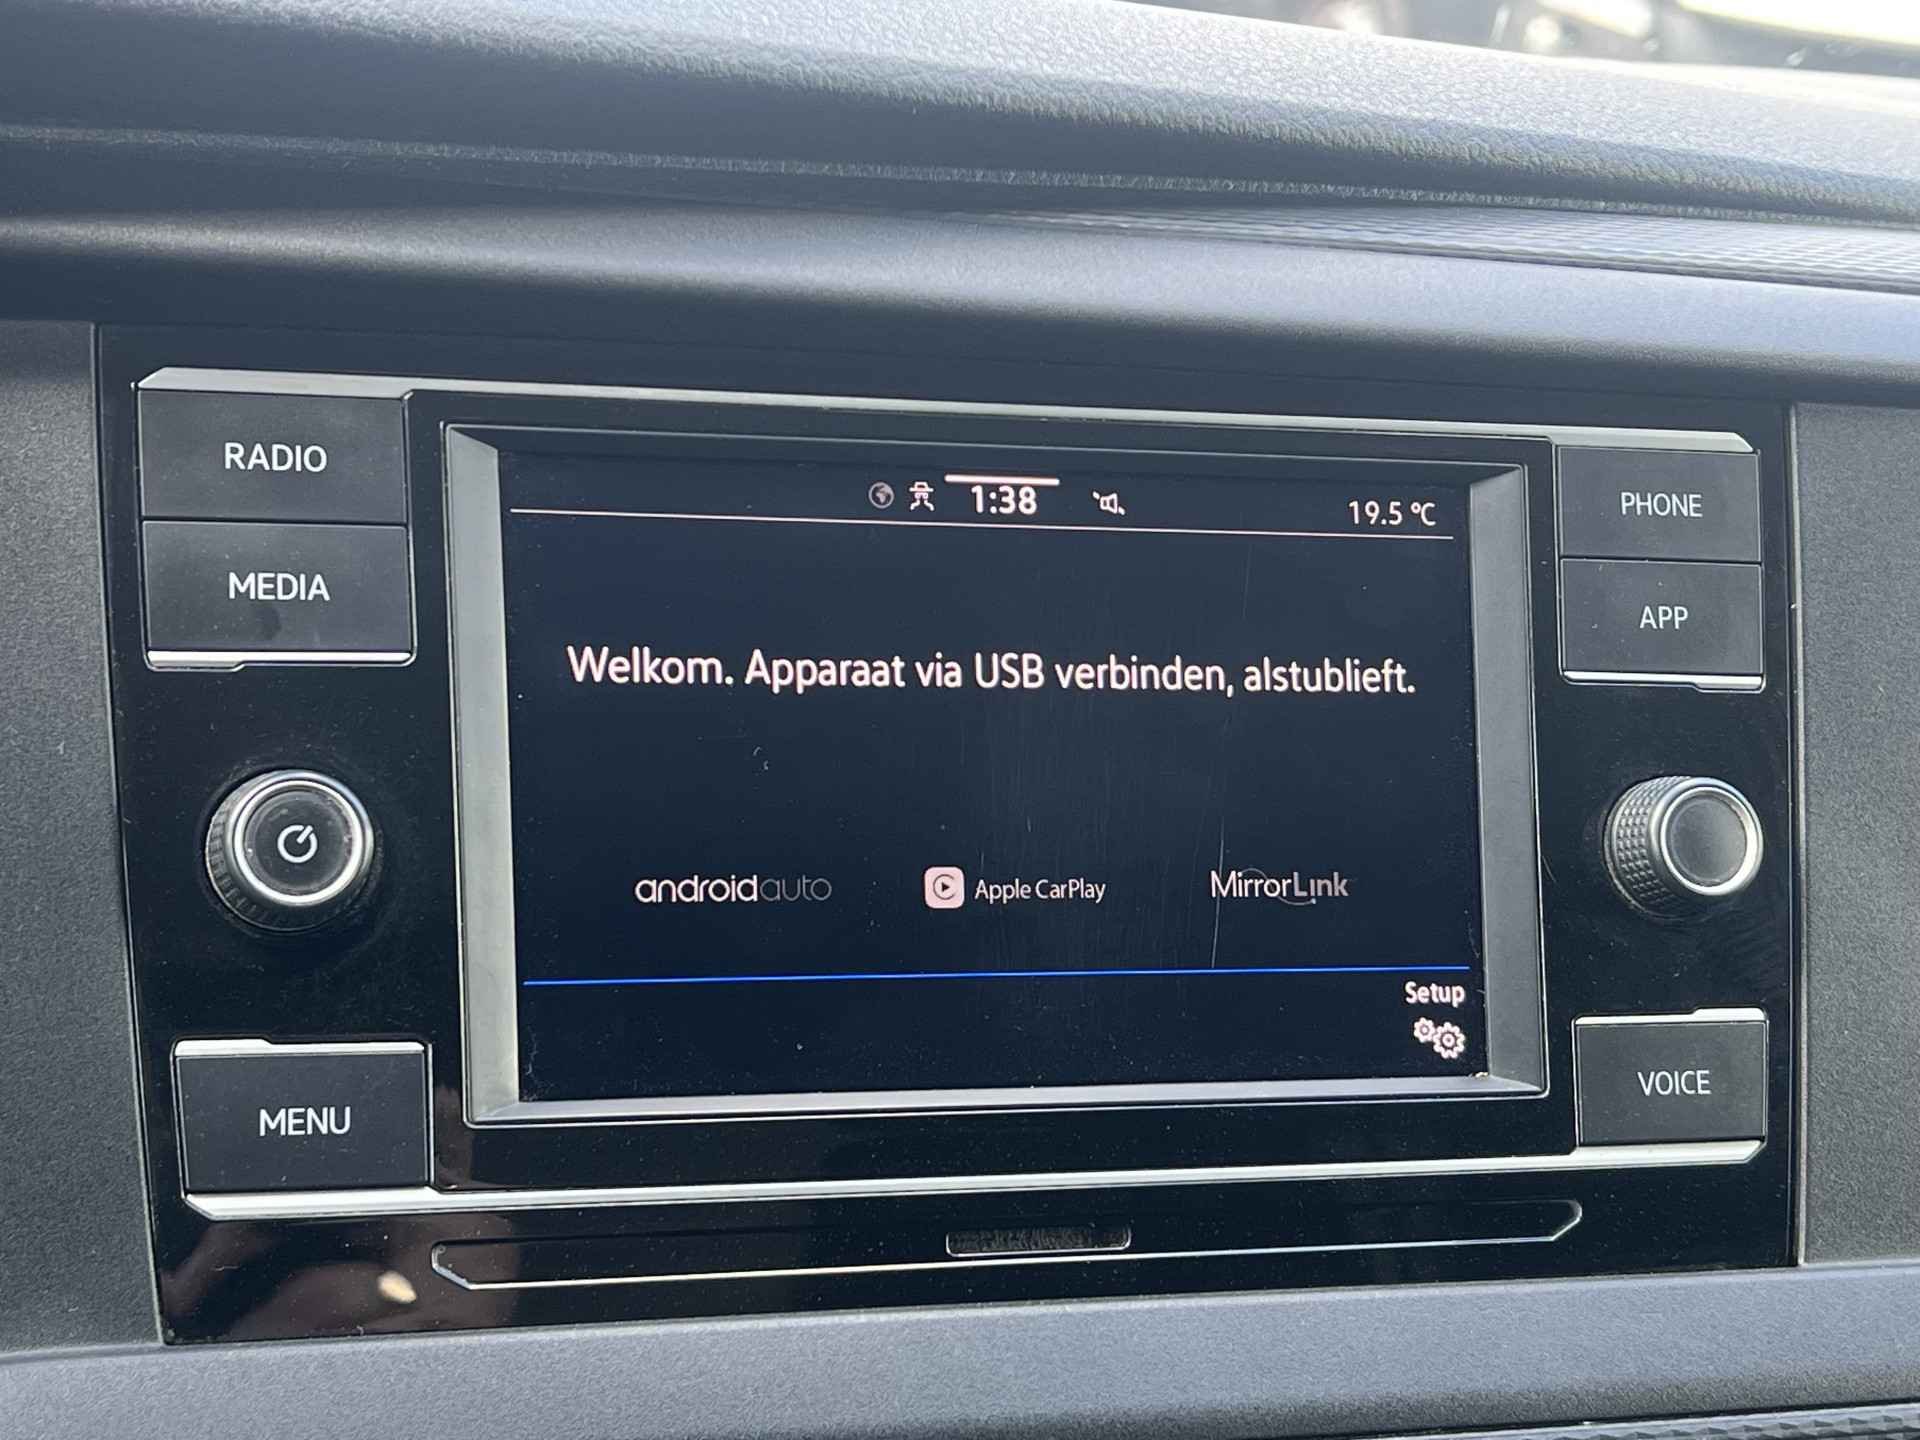 RADIO
MEDIA
MENU
1:38
19.5 °C
Welkom. Apparaat via USB verbinden, alstublieft.
androidauto
Apple CarPlay
MirrorLink
Setup
PHONE
APP
VOICE